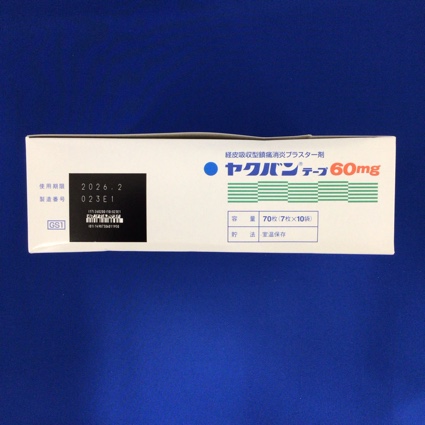 経皮吸収型鎮痛消炎プラスター剤
ヤクバン®テープ60mg
使用期限 2026.2
製造番号 023E1
GS1
容量 70枚(7枚×10袋)
貯法 室温保存